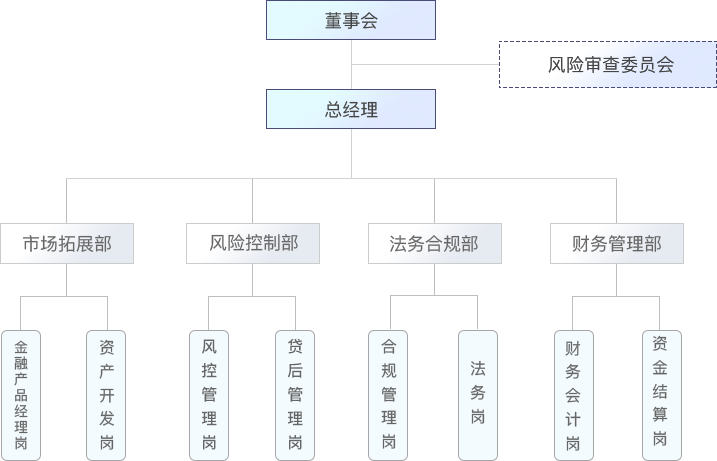 董事会
风险审查委员会
总经理
市场拓展部
风险控制部
法务合规部
财务管理部
金融产品经理岗
资产开发岗
风控管理岗
贷后管理岗
合规管理岗
法务岗
财务会计岗
资金结算岗